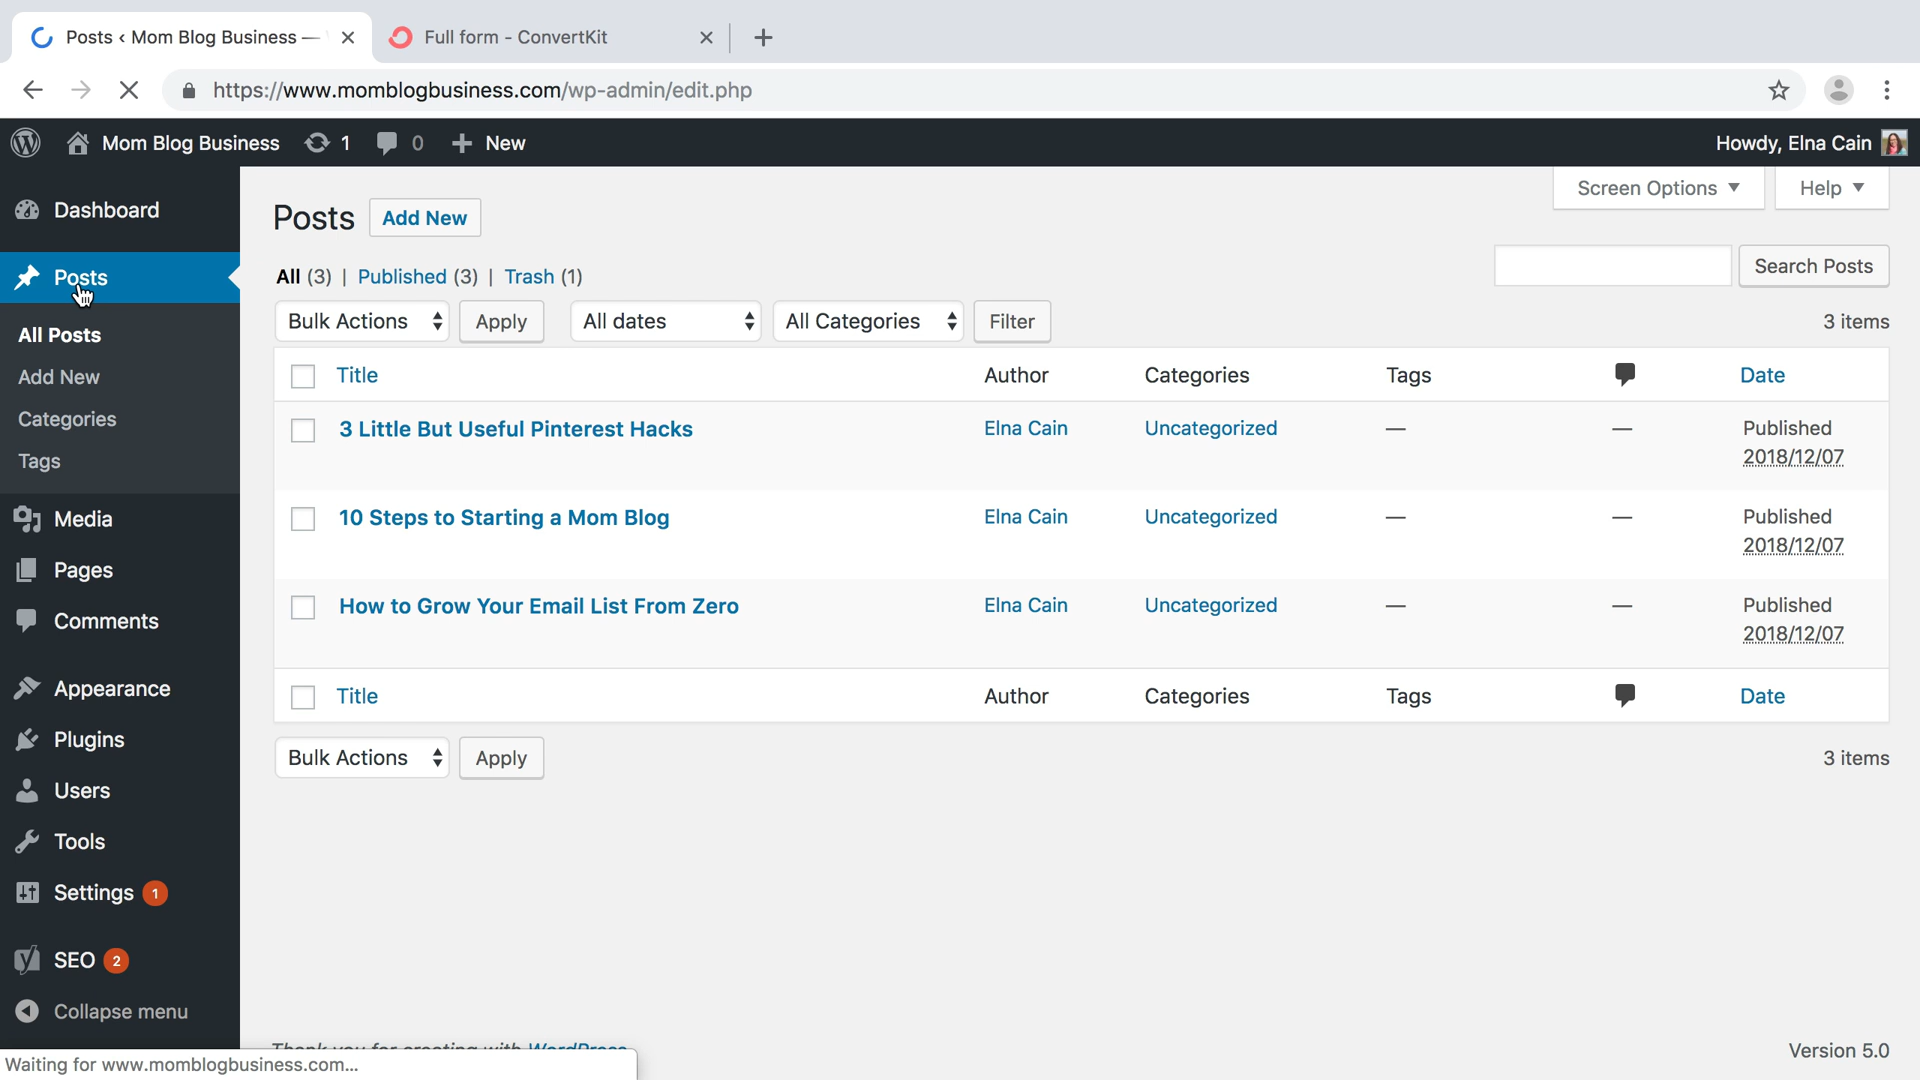 Posts ‹ Mom Blog Business —
Full form - ConvertKit
https://www.momblogbusiness.com/wp-admin/edit.php
Mom Blog Business
1
0
New
Howdy, Elna Cain
Dashboard
Posts
All Posts
Add New
Categories
Tags
Media
Pages
Comments
Appearance
Plugins
Users
Tools
Settings 1
SEO 2
Collapse menu
Screen Options
Help
Posts
Add New
All (3) | Published (3) | Trash (1)
Search Posts
Bulk Actions
Apply
All dates
All Categories
Filter
3 items
Title Author Categories Tags Date
3 Little But Useful Pinterest Hacks Elna Cain Uncategorized — — Published
2018/12/07
10 Steps to Starting a Mom Blog Elna Cain Uncategorized — — Published
2018/12/07
How to Grow Your Email List From Zero Elna Cain Uncategorized — — Published
2018/12/07
Title Author Categories Tags Date
Bulk Actions
Apply
3 items
Thank you for creating with WordPress
Version 5.0
Waiting for www.momblogbusiness.com...